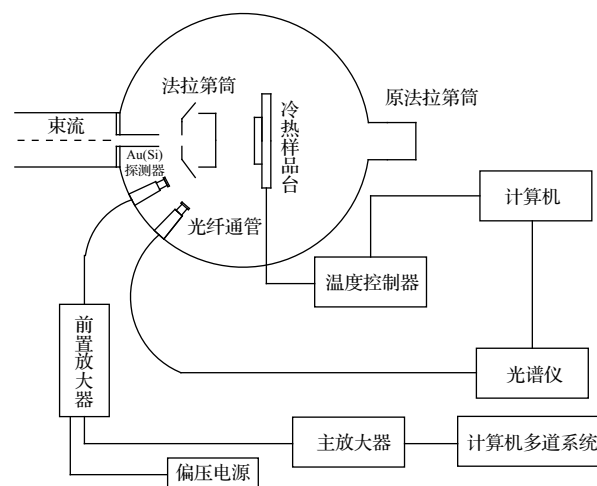 法拉第筒
原法拉第筒
束流
冷热样品台
Au(Si)
探测器
计算机
光纤通管
温度控制器
前置放大器
光谱仪
主放大器
计算机多道系统
偏压电源